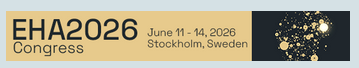 EHA2026
Congress
June 11 - 14, 2026
Stockholm, Sweden